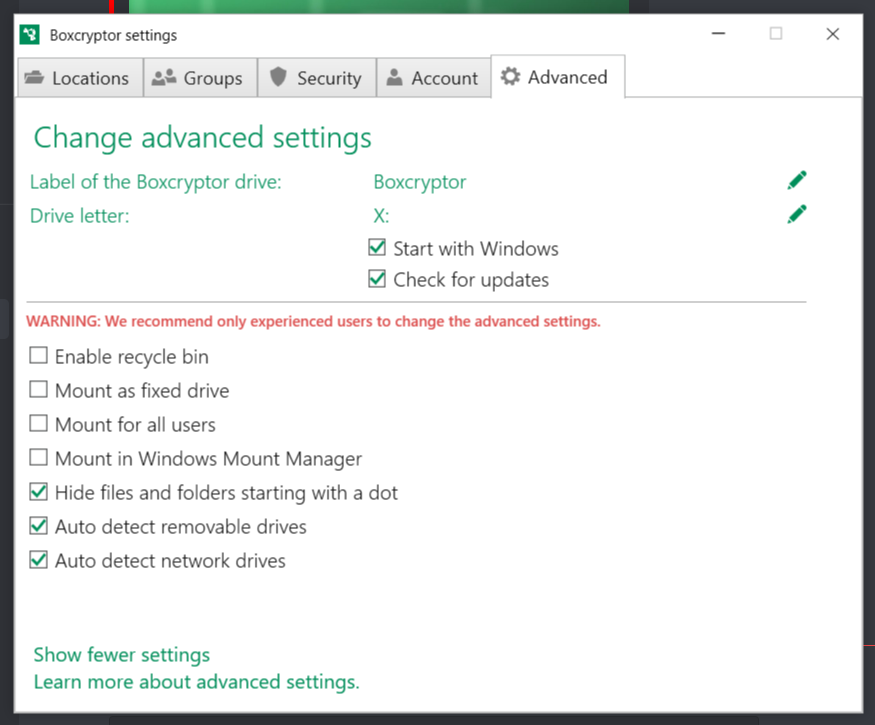 Boxcryptor settings
Locations Groups Security Account Advanced
Change advanced settings
Label of the Boxcryptor drive: Boxcryptor
Drive letter: X:
Start with Windows
Check for updates
WARNING: We recommend only experienced users to change the advanced settings.
Enable recycle bin
Mount as fixed drive
Mount for all users
Mount in Windows Mount Manager
Hide files and folders starting with a dot
Auto detect removable drives
Auto detect network drives
Show fewer settings
Learn more about advanced settings.